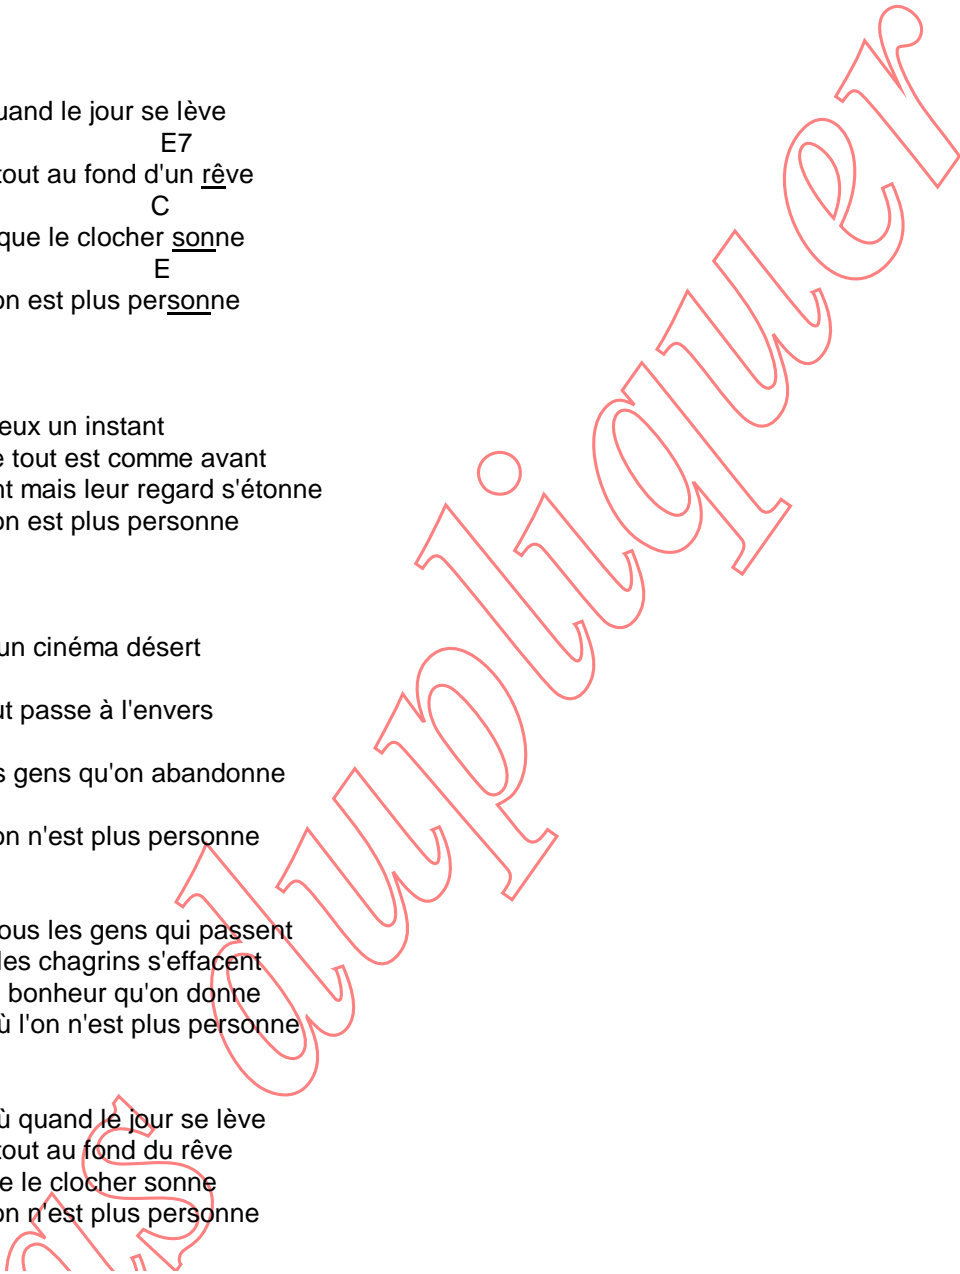 uand le jour se lève
E7
tout au fond d'un rêve
C
que le clocher sonne
E
on est plus personne
eux un instant
e tout est comme avant
nt mais leur regard s'étonne
on est plus personne
un cinéma désert
ut passe à l'envers
s gens qu'on abandonne
on n'est plus personne
ous les gens qui passent
les chagrins s'effacent
bonheur qu'on donne
ù l'on n'est plus personne
ù quand le jour se lève
tout au fond du rêve
e le clocher sonne
on n'est plus personne
as dupliquer